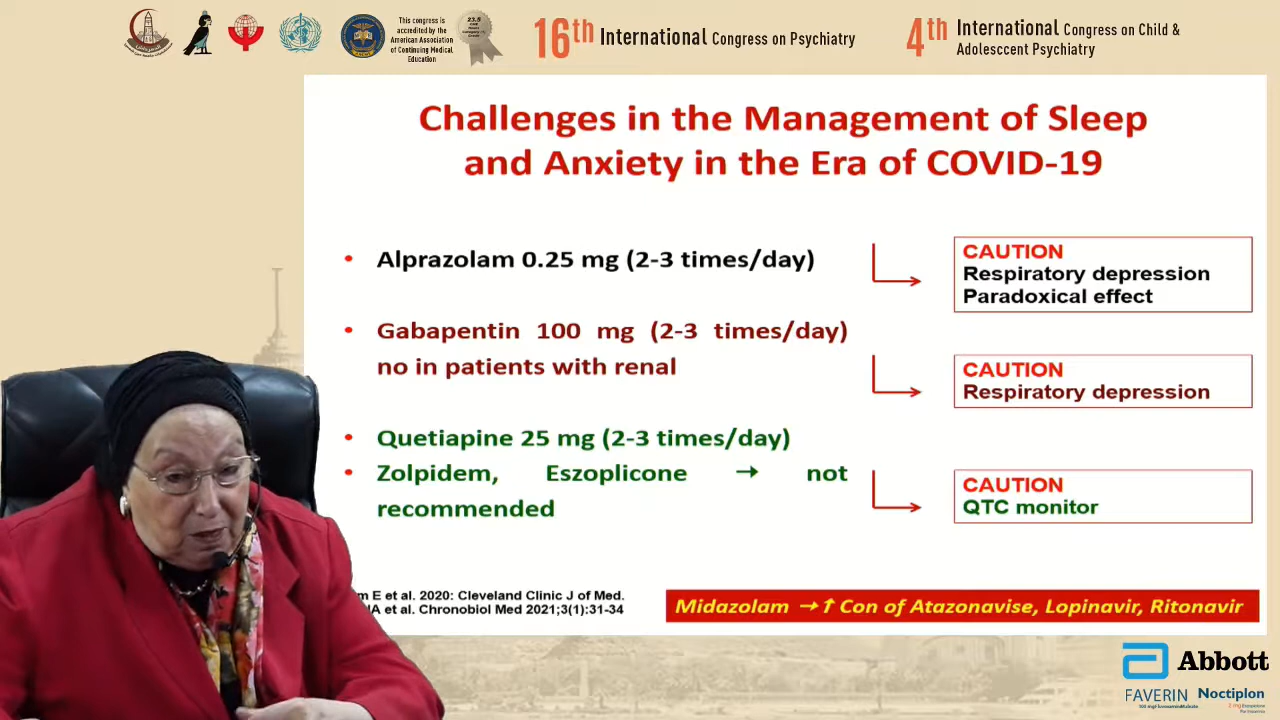 This congress is
accredited by the
American Association
of Continuing Medical
Education
23.5
16th International Congress on Psychiatry
4th International Congress on Child &
Adolesccent Psychiatry
Challenges in the Management of Sleep
and Anxiety in the Era of COVID-19
• Alprazolam 0.25 mg (2-3 times/day)
CAUTION
Respiratory depression
Paradoxical effect
• Gabapentin 100 mg (2-3 times/day)
no in patients with renal
CAUTION
Respiratory depression
• Quetiapine 25 mg (2-3 times/day)
• Zolpidem, Eszoplicone → not
recommended
CAUTION
QTC monitor
E et al. 2020: Cleveland Clinic J of Med.
et al. Chronobiol Med 2021;3(1):31-34
Midazolam →↑ Con of Atazonavise, Lopinavir, Ritonavir
Abbott
FAVERIN
Noctiplon